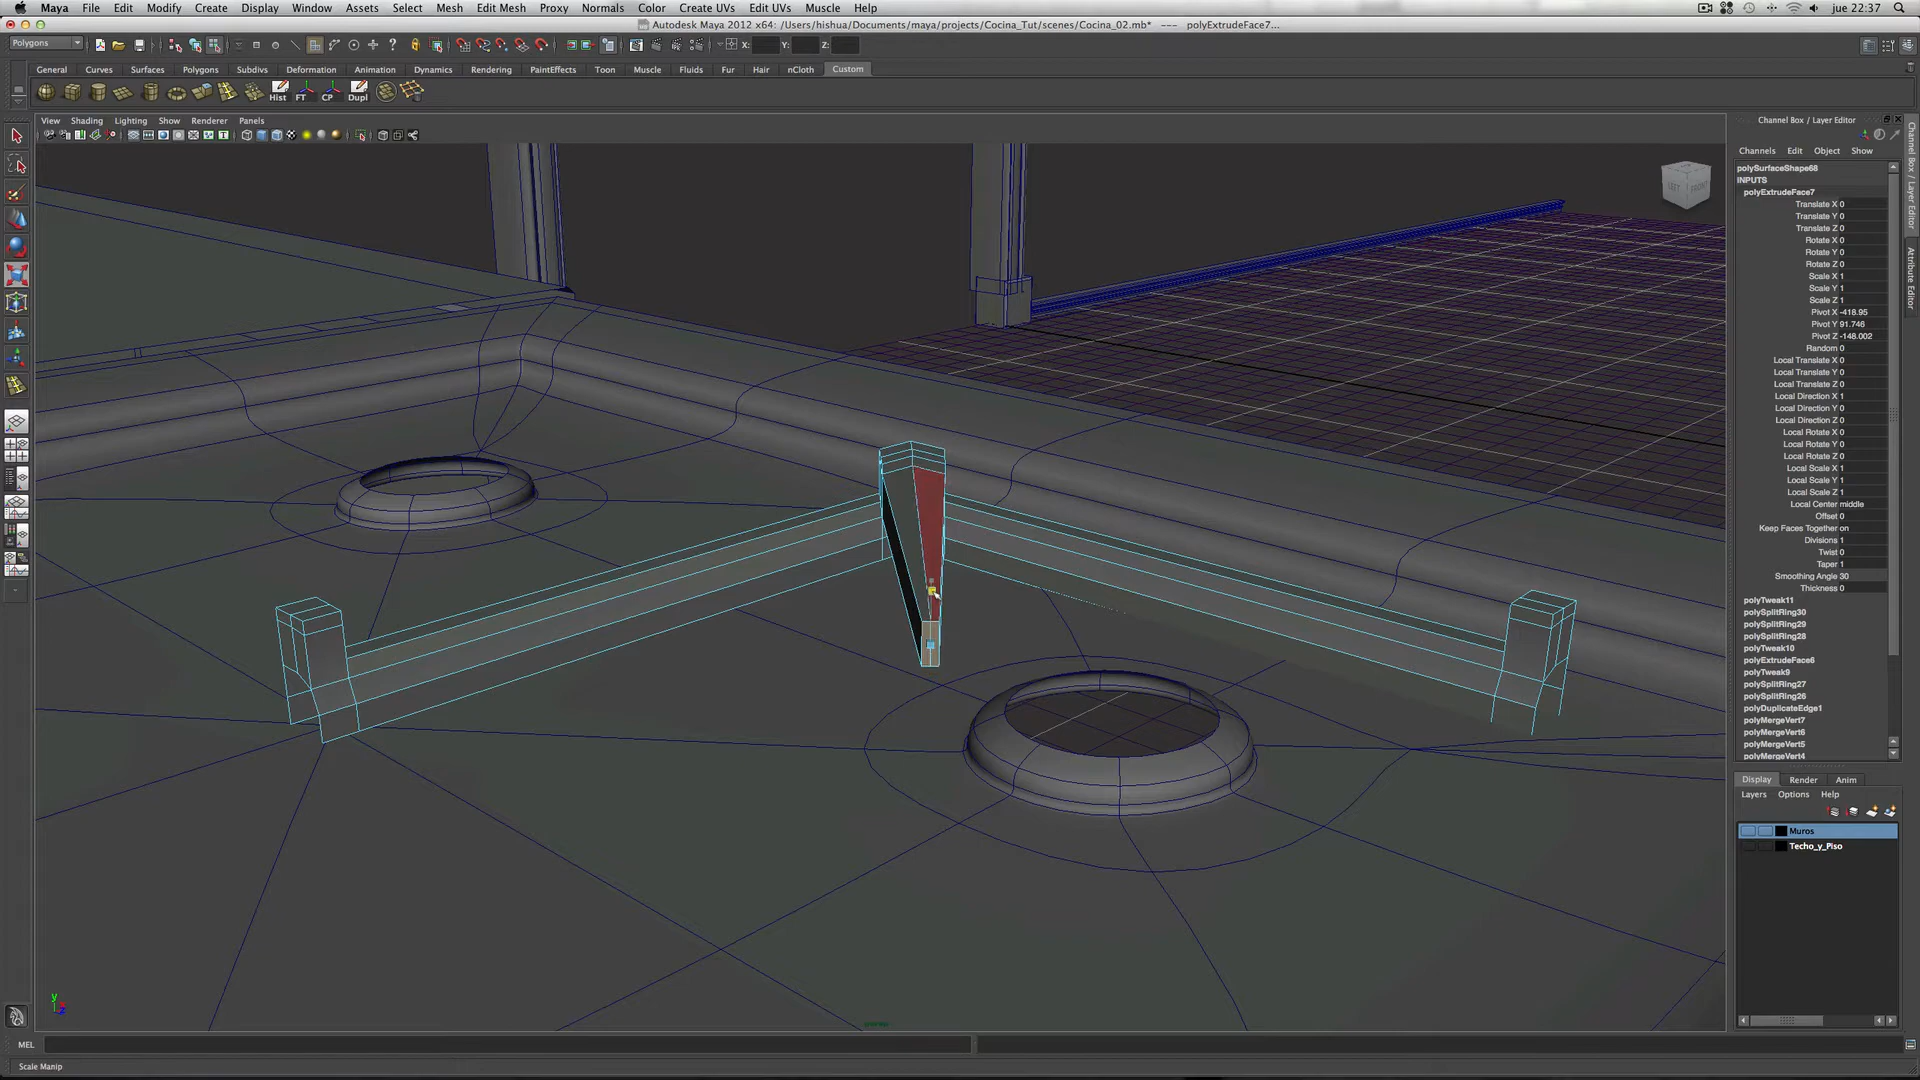 Maya File Edit Modify Create Display Window Assets Select Mesh Edit Mesh Proxy Normals Color Create UVs Edit UVs Muscle Help jue 22:37
Autodesk Maya 2012 x64: /Users/hishua/Documents/maya/projects/Cocina_Tut/scenes/Cocina_02.mb* --- polyExtrudeFace7...
Polygons X: Y: Z:
General Curves Surfaces Polygons Subdivs Deformation Animation Dynamics Rendering PaintEffects Toon Muscle Fluids Fur Hair nCloth Custom
Hist FT CP Dupl
View Shading Lighting Show Renderer Panels
Channel Box / Layer Editor
Channels Edit Object Show
polySurfaceShape68
INPUTS
polyExtrudeFace7
Translate X 0
Translate Y 0
Translate Z 0
Rotate X 0
Rotate Y 0
Rotate Z 0
Scale X 1
Scale Y 1
Scale Z 1
Pivot X -418.95
Pivot Y 91.746
Pivot Z -148.002
Random 0
Local Translate X 0
Local Translate Y 0
Local Translate Z 0
Local Direction X 1
Local Direction Y 0
Local Direction Z 0
Local Rotate X 0
Local Rotate Y 0
Local Rotate Z 0
Local Scale X 1
Local Scale Y 1
Local Scale Z 1
Local Center middle
Offset 0
Keep Faces Together on
Divisions 1
Twist 0
Taper 1
Smoothing Angle 30
Thickness 0
polyTweak11
polySplitRing30
polySplitRing29
polySplitRing28
polyTweak10
polyExtrudeFace6
polyTweak9
polySplitRing27
polySplitRing26
polyDuplicateEdge1
polyMergeVert7
polyMergeVert6
polyMergeVert5
polyMergeVert4
Display Render Anim
Layers Options Help
Muros
Techo_y_Piso
Channel Box / Layer Editor
Attribute Editor
LEFT FRONT
y
x
z
MEL
Scale Manip